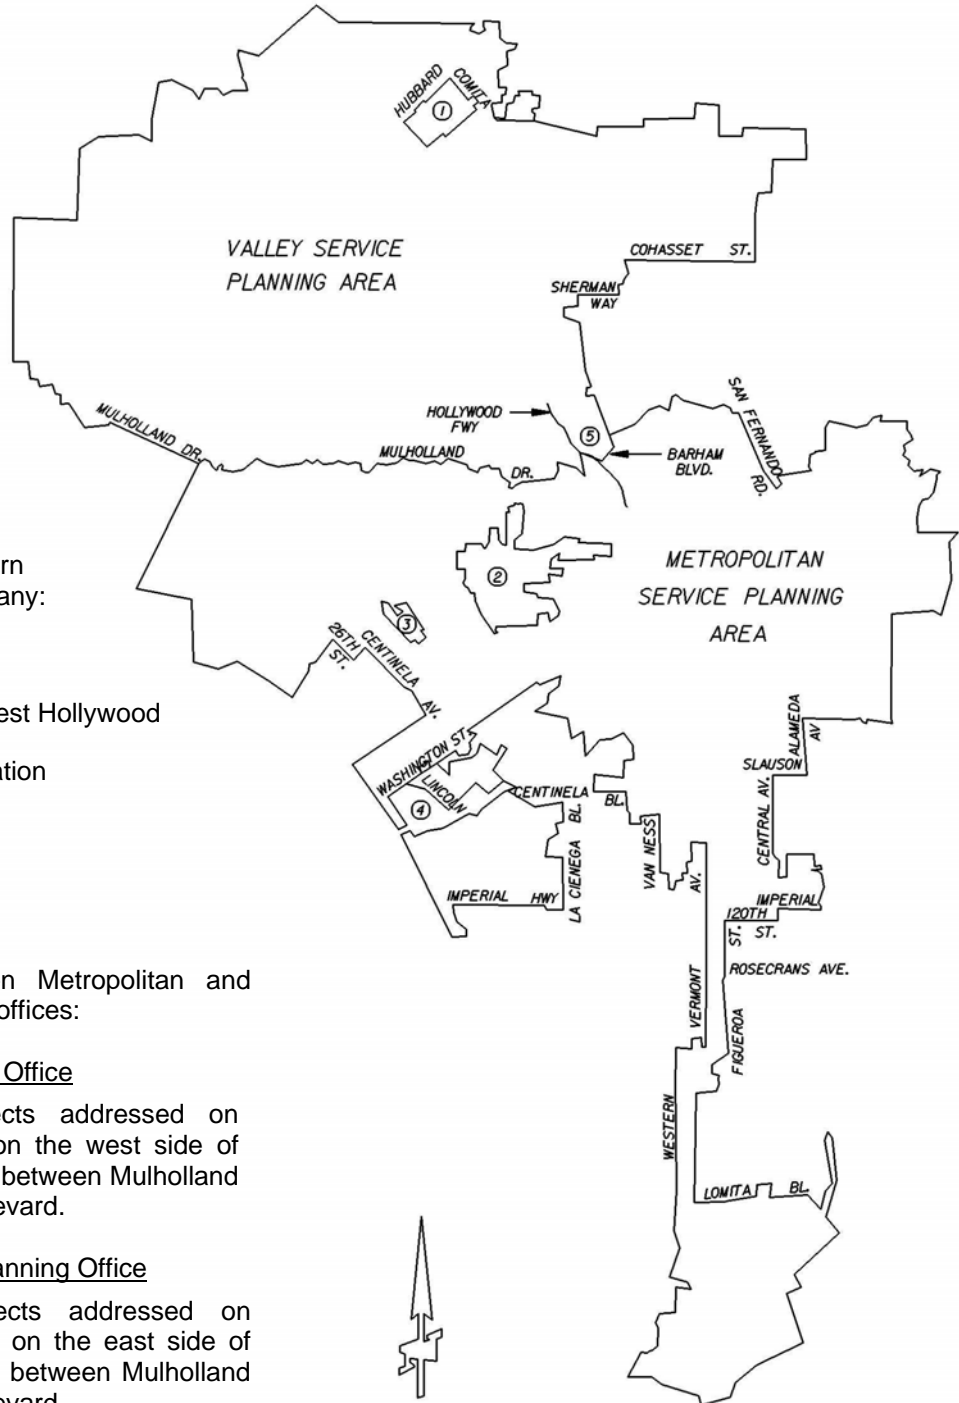 HUBBARD
COMITA
1
VALLEY SERVICE
PLANNING AREA
COHASSET ST.
SHERMAN
WAY
MULHOLLAND DR.
HOLLYWOOD
FWY
5
MULHOLLAND
DR.
BARHAM
BLVD.
SAN FERNANDO
RD.
2
METROPOLITAN
SERVICE PLANNING
AREA
3
26TH
ST.
CENTINELA
AV.
WASHINGTON ST.
LINCOLN
4
CENTINELA
BL.
LA CIENEGA BL.
IMPERIAL HWY
VAN NESS
AV.
ALAMEDA
AV
SLAUSON
CENTRAL AV.
IMPERIAL
120TH
ST.
ST.
ROSECRANS AVE.
VERMONT
FIGUEROA
WESTERN
LOMITA BL.
rn
any:
est Hollywood
ation
n Metropolitan and
offices:
Office
ects addressed on
on the west side of
between Mulholland
evard.
anning Office
ects addressed on
on the east side of
between Mulholland
evard.